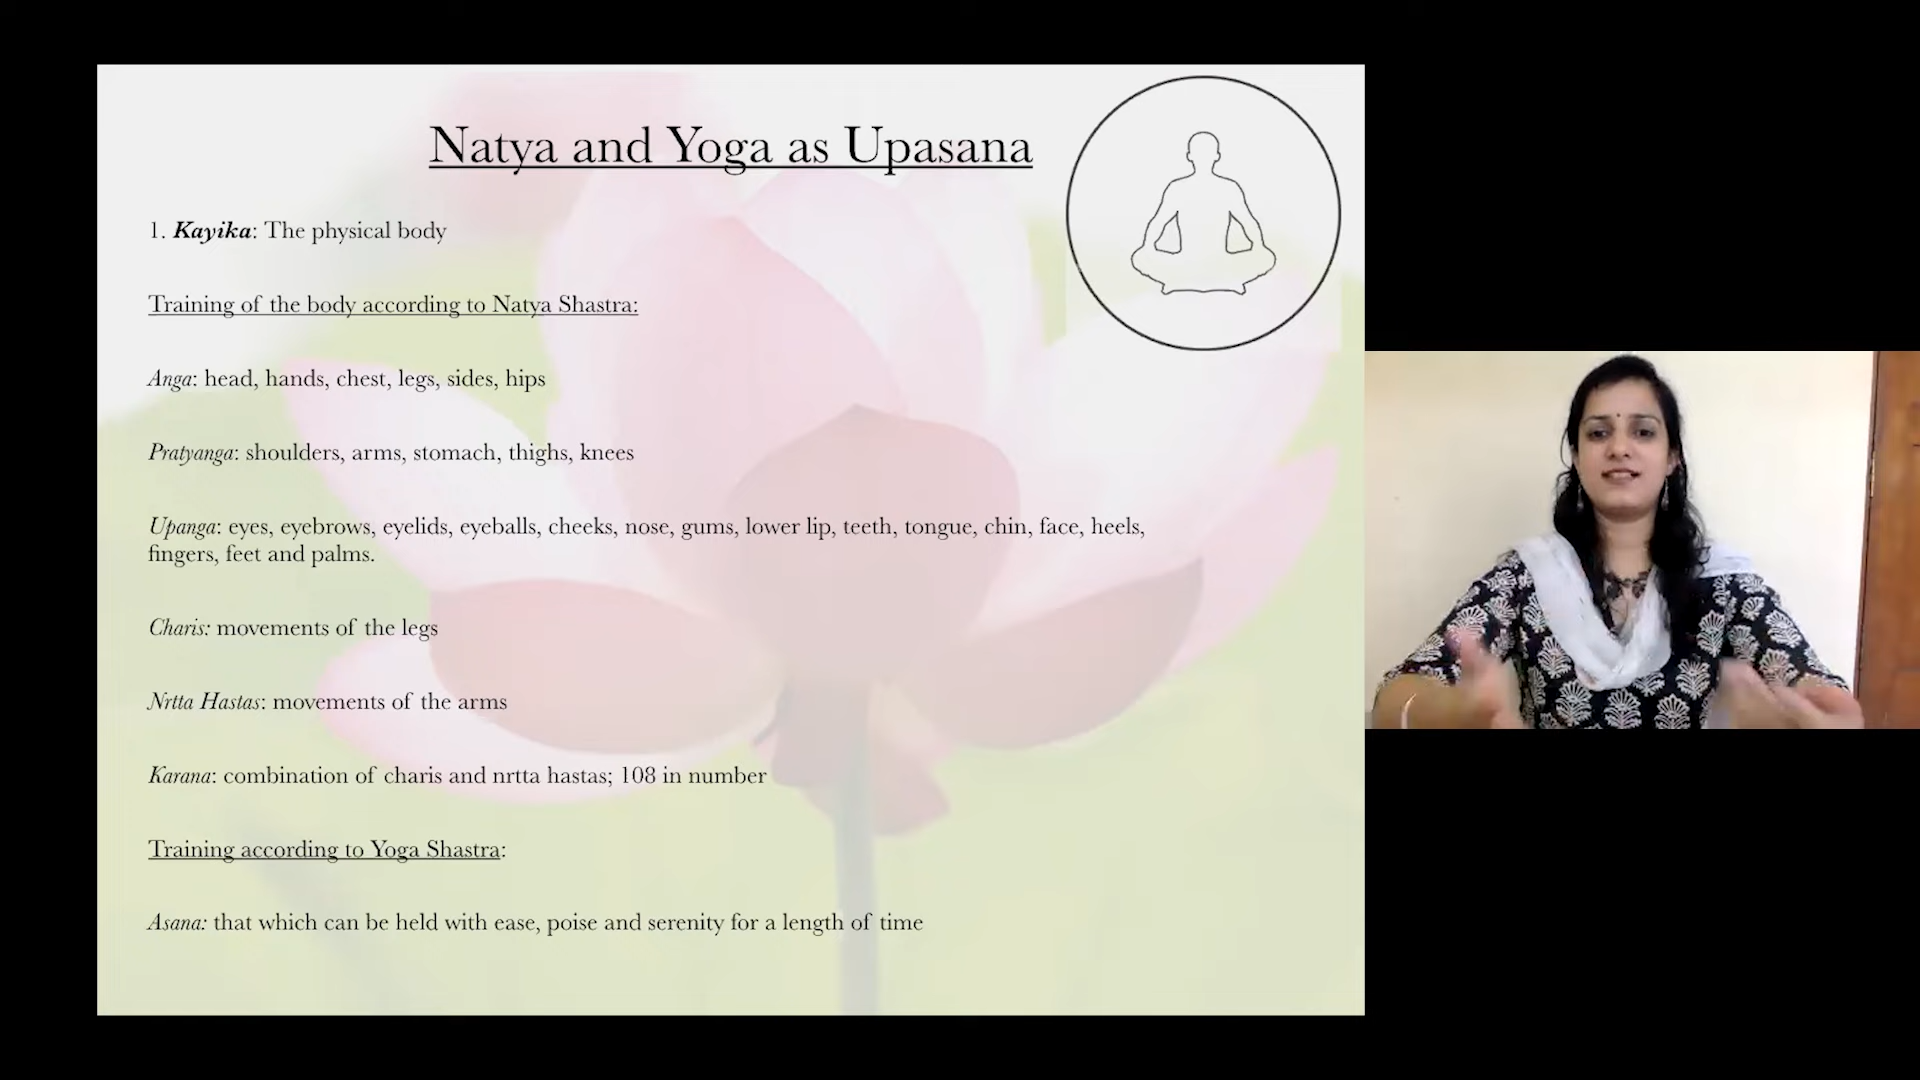 Natya and Yoga as Upasana
1. Kayika: The physical body
Training of the body according to Natya Shastra:
Anga: head, hands, chest, legs, sides, hips
Pratyanga: shoulders, arms, stomach, thighs, knees
Upanga: eyes, eyebrows, eyelids, eyeballs, cheeks, nose, gums, lower lip, teeth, tongue, chin, face, heels,
fingers, feet and palms.
Charis: movements of the legs
Nrtta Hastas: movements of the arms
Karana: combination of charis and nrtta hastas; 108 in number
Training according to Yoga Shastra:
Asana: that which can be held with ease, poise and serenity for a length of time